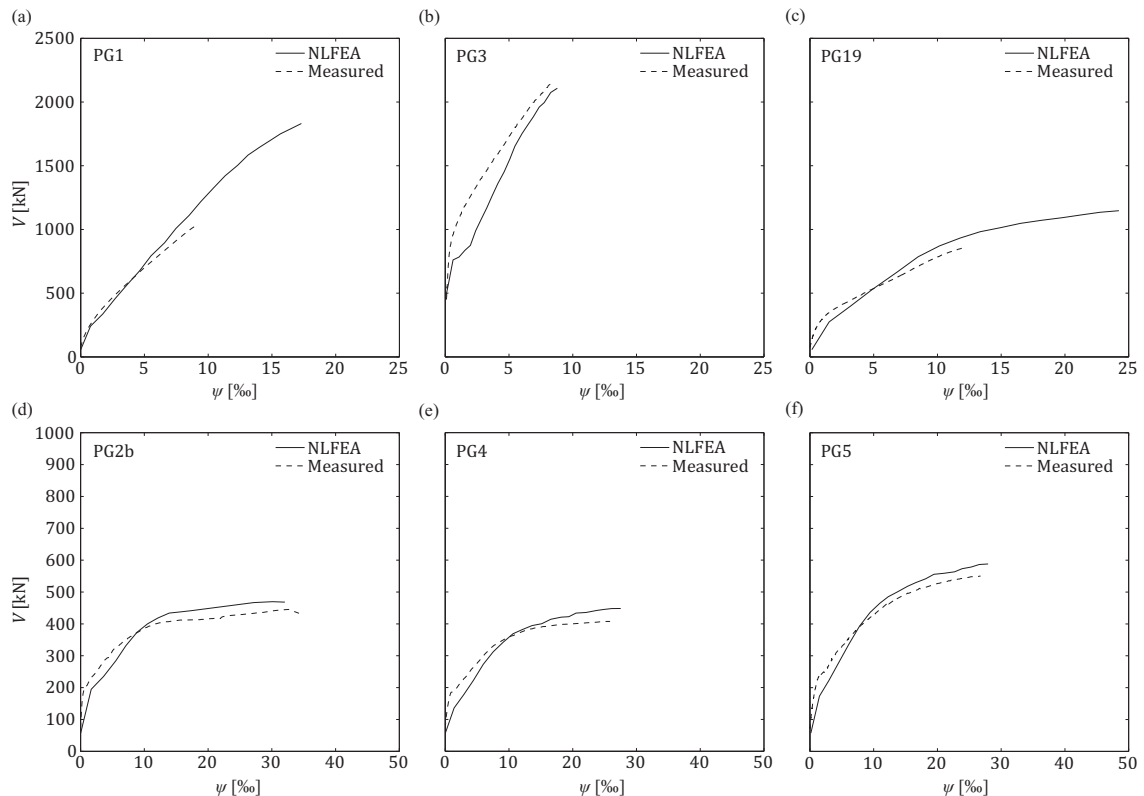 (a)
PG1
NLFEA
Measured
2500
2000
1500
1000
500
0
0 5 10 15 20 25
V [kN]
ψ [‰]
(b)
PG3
NLFEA
Measured
0 5 10 15 20 25
ψ [‰]
(c)
PG19
NLFEA
Measured
0 5 10 15 20 25
ψ [‰]
(d)
PG2b
NLFEA
Measured
1000
900
800
700
600
500
400
300
200
100
0
0 10 20 30 40 50
V [kN]
ψ [‰]
(e)
PG4
NLFEA
Measured
0 10 20 30 40 50
ψ [‰]
(f)
PG5
NLFEA
Measured
0 10 20 30 40 50
ψ [‰]